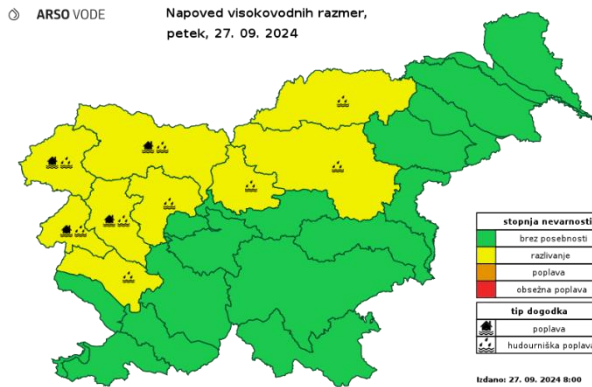 ARSO VODE
Napoved visokovodnih razmer,
petek, 27. 09. 2024
stopnja nevarnosti
brez posebnosti
razlivanje
poplava
obsežna poplava
tip dogodka
poplava
hudourniška poplava
Izdano: 27. 09. 2024 8:00